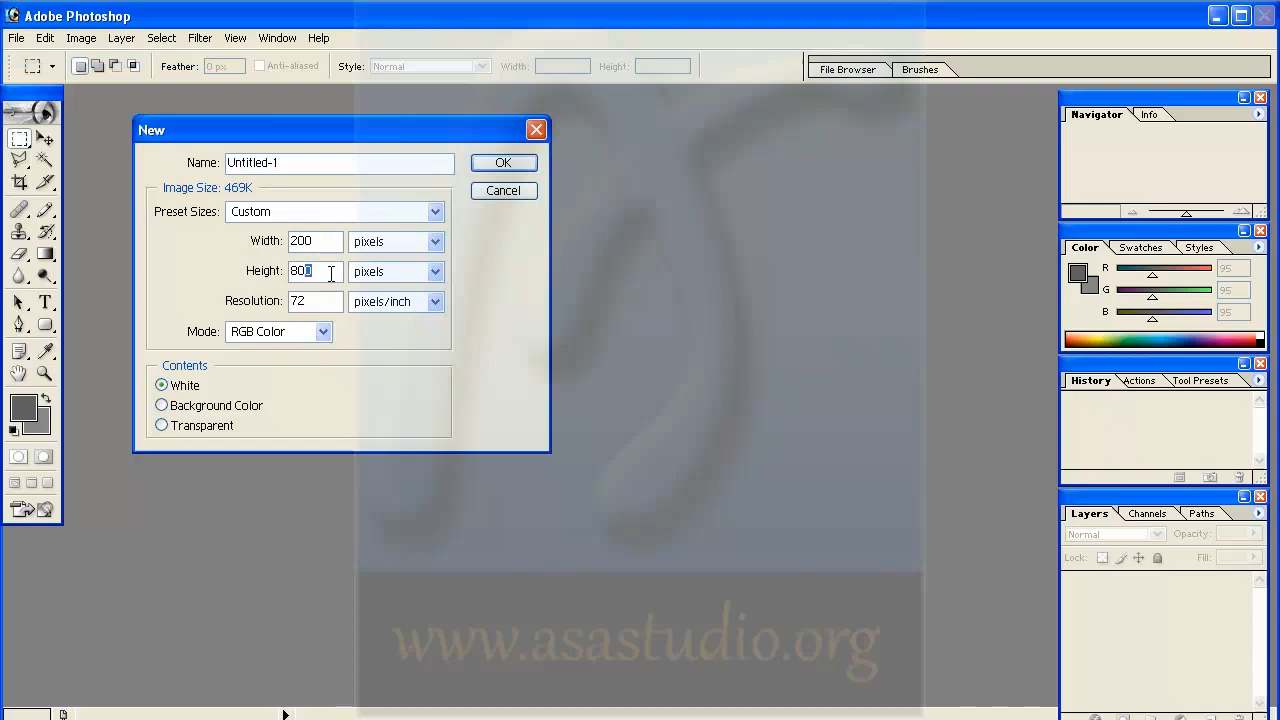 Adobe Photoshop
File Edit Image Layer Select Filter View Window Help
Feather: 0 px Anti-aliased Style: Normal Width: Height: File Browser Brushes
New
Name: Untitled-1 OK
Image Size: 469K Cancel
Preset Sizes: Custom
Width: 200 pixels
Height: 800 pixels
Resolution: 72 pixels/inch
Mode: RGB Color
Contents
White
Background Color
Transparent
Navigator Info
Color Swatches Styles
R 95
G 95
B 95
History Actions Tool Presets
Layers Channels Paths
Normal Opacity:
Lock: Fill:
www.asastudio.org